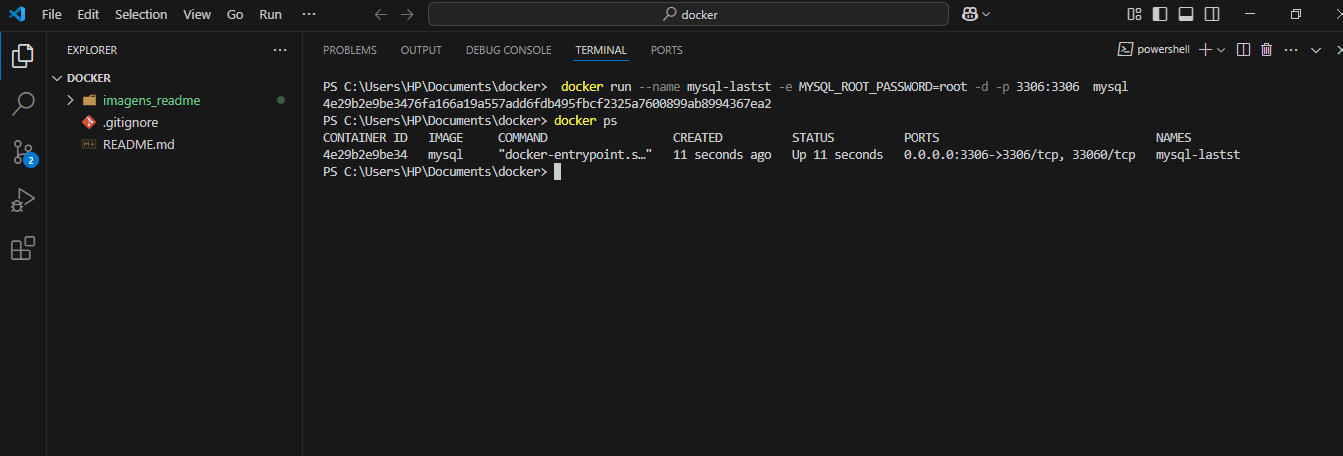 File Edit Selection View Go Run ··· docker
EXPLORER ···
PROBLEMS OUTPUT DEBUG CONSOLE TERMINAL PORTS powershell ···
DOCKER
imagens_readme
.gitignore
README.md
2
PS C:\Users\HP\Documents\docker>  docker run --name mysql-lastst -e MYSQL_ROOT_PASSWORD=root -d -p 3306:3306  mysql
4e29b2e9be3476fa166a19a557add6fdb495fbcf2325a7600899ab8994367ea2
PS C:\Users\HP\Documents\docker> docker ps
CONTAINER ID   IMAGE     COMMAND                  CREATED          STATUS          PORTS                               NAMES
4e29b2e9be34   mysql     "docker-entrypoint.s…"   11 seconds ago   Up 11 seconds   0.0.0.0:3306->3306/tcp, 33060/tcp   mysql-lastst
PS C:\Users\HP\Documents\docker>